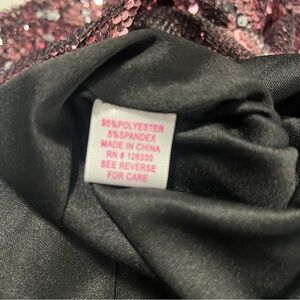 95%POLYESTER
5%SPANDEX
MADE IN CHINA
RN # 126330
SEE REVERSE
FOR CARE